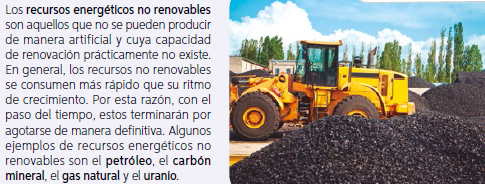 Los recursos energéticos no renovables
son aquellos que no se pueden producir
de manera artificial y cuya capacidad
de renovación prácticamente no existe.
En general, los recursos no renovables
se consumen más rápido que su ritmo
de crecimiento. Por esta razón, con el
paso del tiempo, estos terminarán por
agotarse de manera definitiva. Algunos
ejemplos de recursos energéticos no
renovables son el petróleo, el carbón
mineral, el gas natural y el uranio.